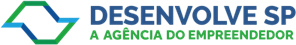 DESENVOLVE SP
A AGÊNCIA DO EMPREENDEDOR